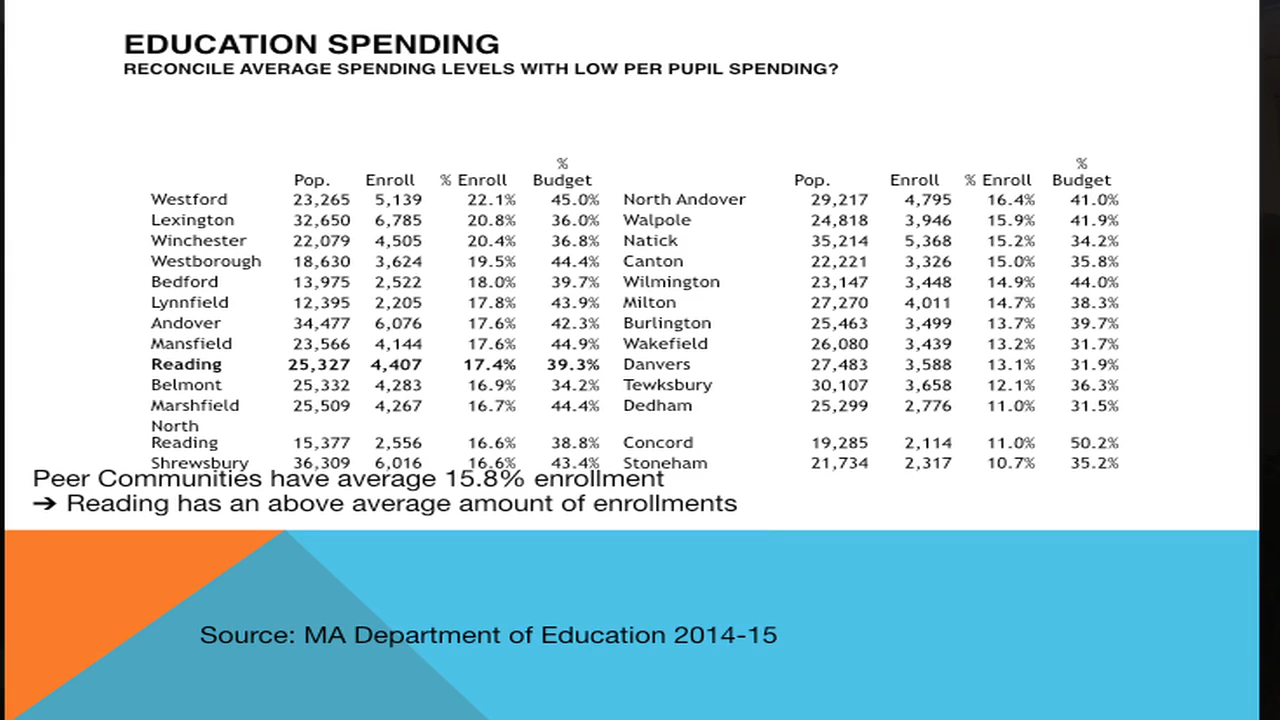 EDUCATION SPENDING
RECONCILE AVERAGE SPENDING LEVELS WITH LOW PER PUPIL SPENDING?
% %
Pop. Enroll % Enroll Budget Pop. Enroll % Enroll Budget
Westford 23,265 5,139 22.1% 45.0% North Andover 29,217 4,795 16.4% 41.0%
Lexington 32,650 6,785 20.8% 36.0% Walpole 24,818 3,946 15.9% 41.9%
Winchester 22,079 4,505 20.4% 36.8% Natick 35,214 5,368 15.2% 34.2%
Westborough 18,630 3,624 19.5% 44.4% Canton 22,221 3,326 15.0% 35.8%
Bedford 13,975 2,522 18.0% 39.7% Wilmington 23,147 3,448 14.9% 44.0%
Lynnfield 12,395 2,205 17.8% 43.9% Milton 27,270 4,011 14.7% 38.3%
Andover 34,477 6,076 17.6% 42.3% Burlington 25,463 3,499 13.7% 39.7%
Mansfield 23,566 4,144 17.6% 44.9% Wakefield 26,080 3,439 13.2% 31.7%
Reading 25,327 4,407 17.4% 39.3% Danvers 27,483 3,588 13.1% 31.9%
Belmont 25,332 4,283 16.9% 34.2% Tewksbury 30,107 3,658 12.1% 36.3%
Marshfield 25,509 4,267 16.7% 44.4% Dedham 25,299 2,776 11.0% 31.5%
North
Reading 15,377 2,556 16.6% 38.8% Concord 19,285 2,114 11.0% 50.2%
Shrewsbury 36,309 6,016 16.6% 43.4% Stoneham 21,734 2,317 10.7% 35.2%
Peer Communities have average 15.8% enrollment
➔ Reading has an above average amount of enrollments
Source: MA Department of Education 2014-15